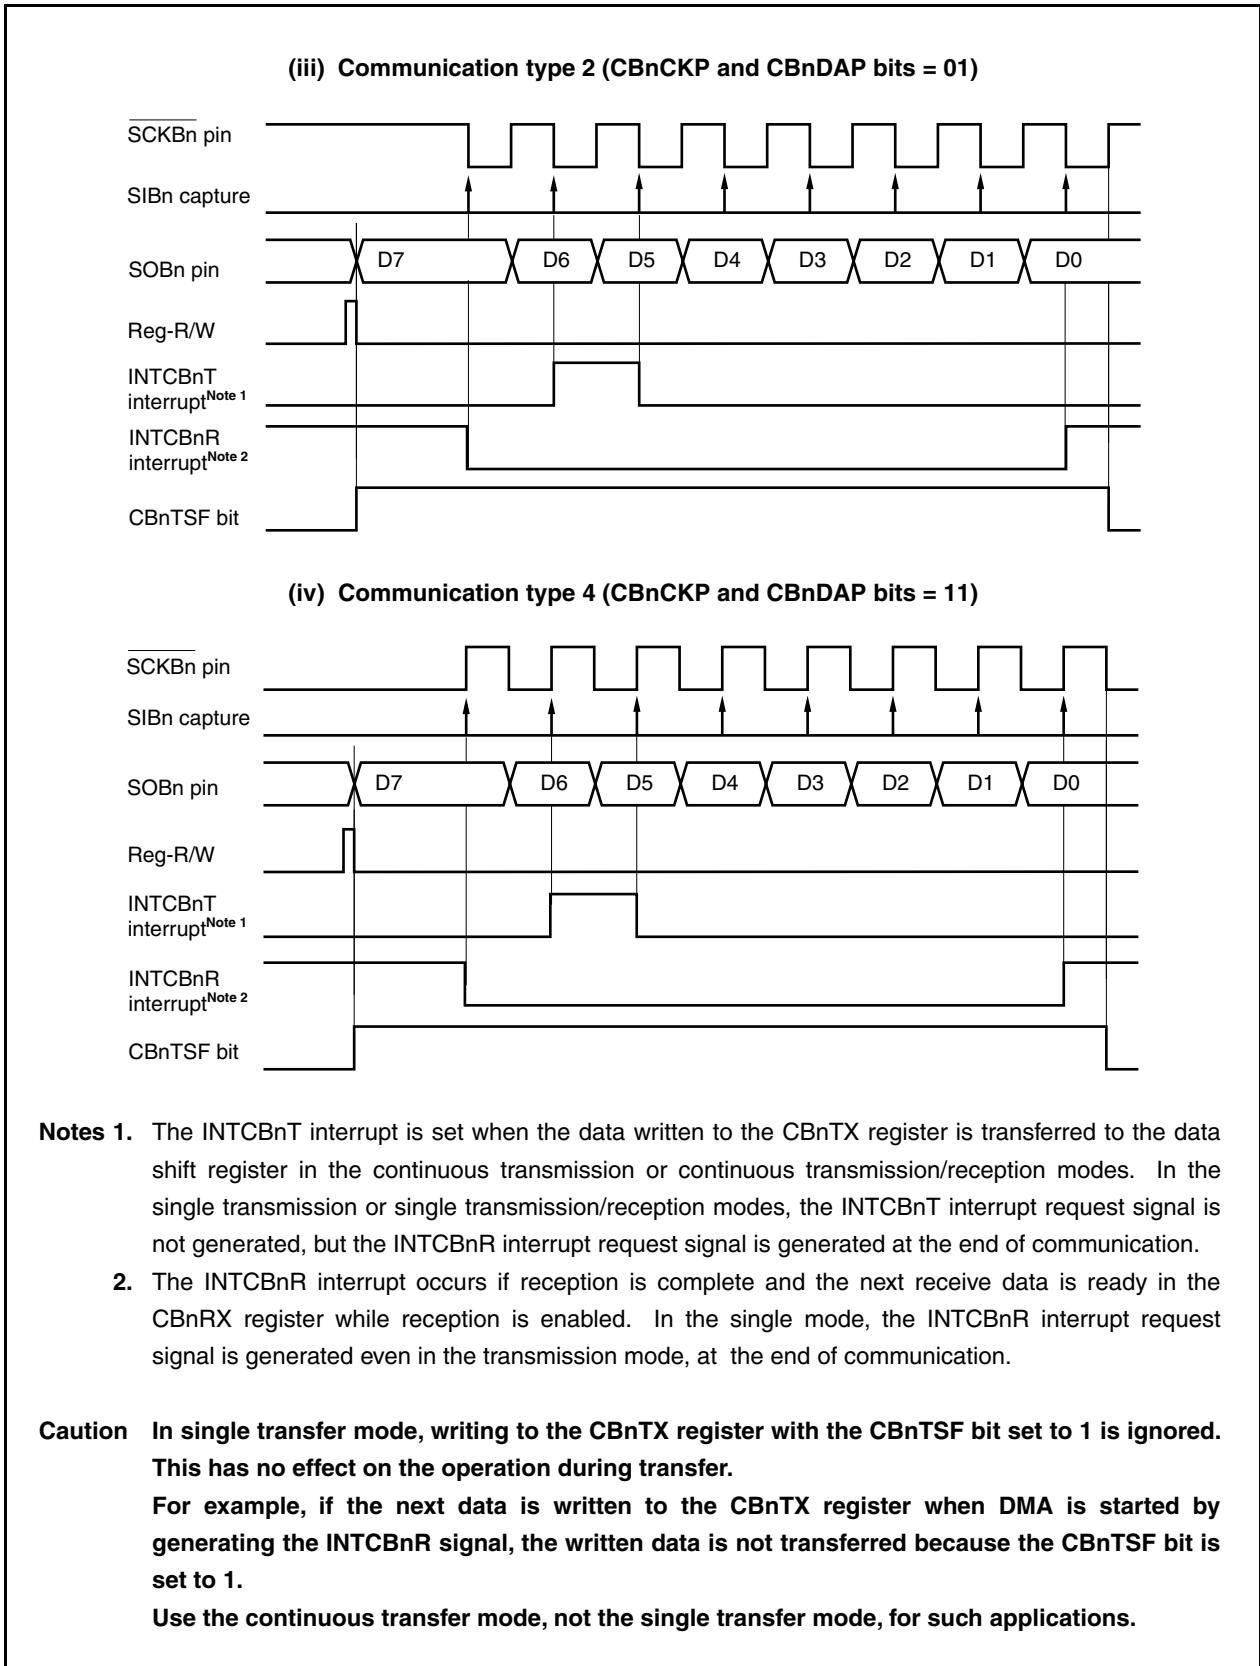 (iii) Communication type 2 (CBnCKP and CBnDAP bits = 01)
SCKBn pin
SIBn capture
SOBn pin
D7 D6 D5 D4 D3 D2 D1 D0
Reg-R/W
INTCBnT
interruptNote 1
INTCBnR
interruptNote 2
CBnTSF bit
(iv) Communication type 4 (CBnCKP and CBnDAP bits = 11)
SCKBn pin
SIBn capture
SOBn pin
D7 D6 D5 D4 D3 D2 D1 D0
Reg-R/W
INTCBnT
interruptNote 1
INTCBnR
interruptNote 2
CBnTSF bit
Notes 1. The INTCBnT interrupt is set when the data written to the CBnTX register is transferred to the data
shift register in the continuous transmission or continuous transmission/reception modes. In the
single transmission or single transmission/reception modes, the INTCBnT interrupt request signal is
not generated, but the INTCBnR interrupt request signal is generated at the end of communication.
2. The INTCBnR interrupt occurs if reception is complete and the next receive data is ready in the
CBnRX register while reception is enabled. In the single mode, the INTCBnR interrupt request
signal is generated even in the transmission mode, at the end of communication.
Caution In single transfer mode, writing to the CBnTX register with the CBnTSF bit set to 1 is ignored.
This has no effect on the operation during transfer.
For example, if the next data is written to the CBnTX register when DMA is started by
generating the INTCBnR signal, the written data is not transferred because the CBnTSF bit is
set to 1.
Use the continuous transfer mode, not the single transfer mode, for such applications.